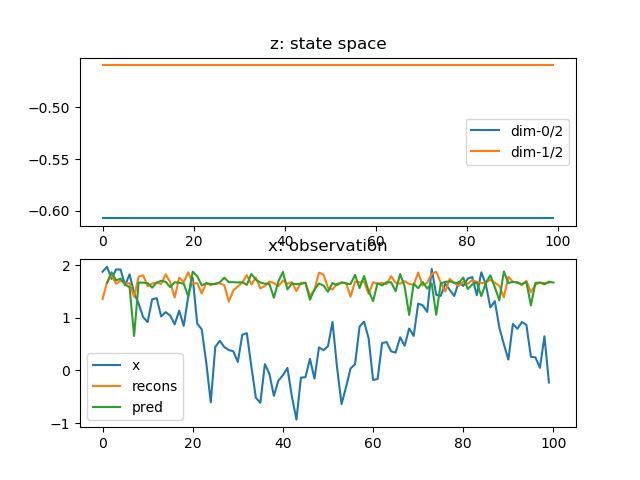 z: state space
−0.50
−0.55
−0.60
dim-0/2
dim-1/2
0 20 40 60 80 100
x: observation
2
1
0
−1
x
recons
pred
0 20 40 60 80 100